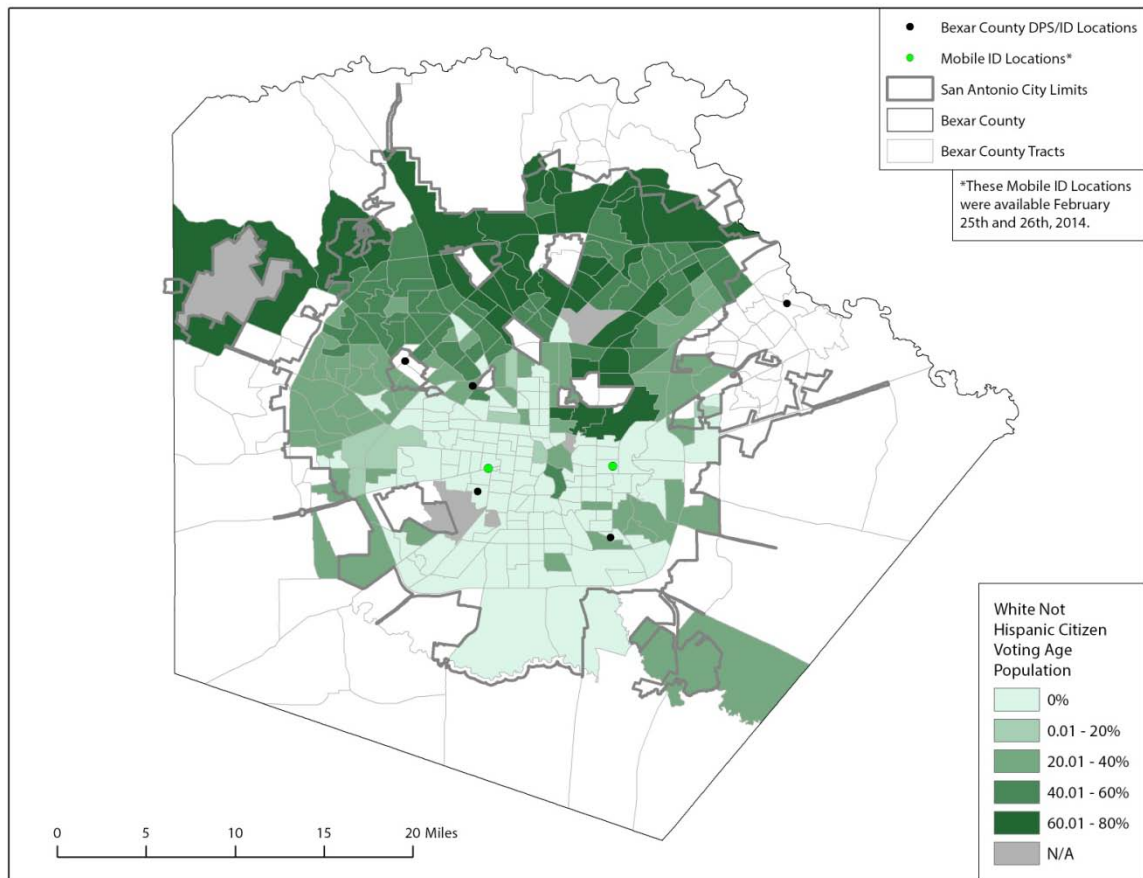 Bexar County DPS/ID Locations
Mobile ID Locations*
San Antonio City Limits
Bexar County
Bexar County Tracts
*These Mobile ID Locations
were available February
25th and 26th, 2014.
White Not
Hispanic Citizen
Voting Age
Population
0%
0.01 - 20%
20.01 - 40%
40.01 - 60%
60.01 - 80%
N/A
0 5 10 15 20 Miles